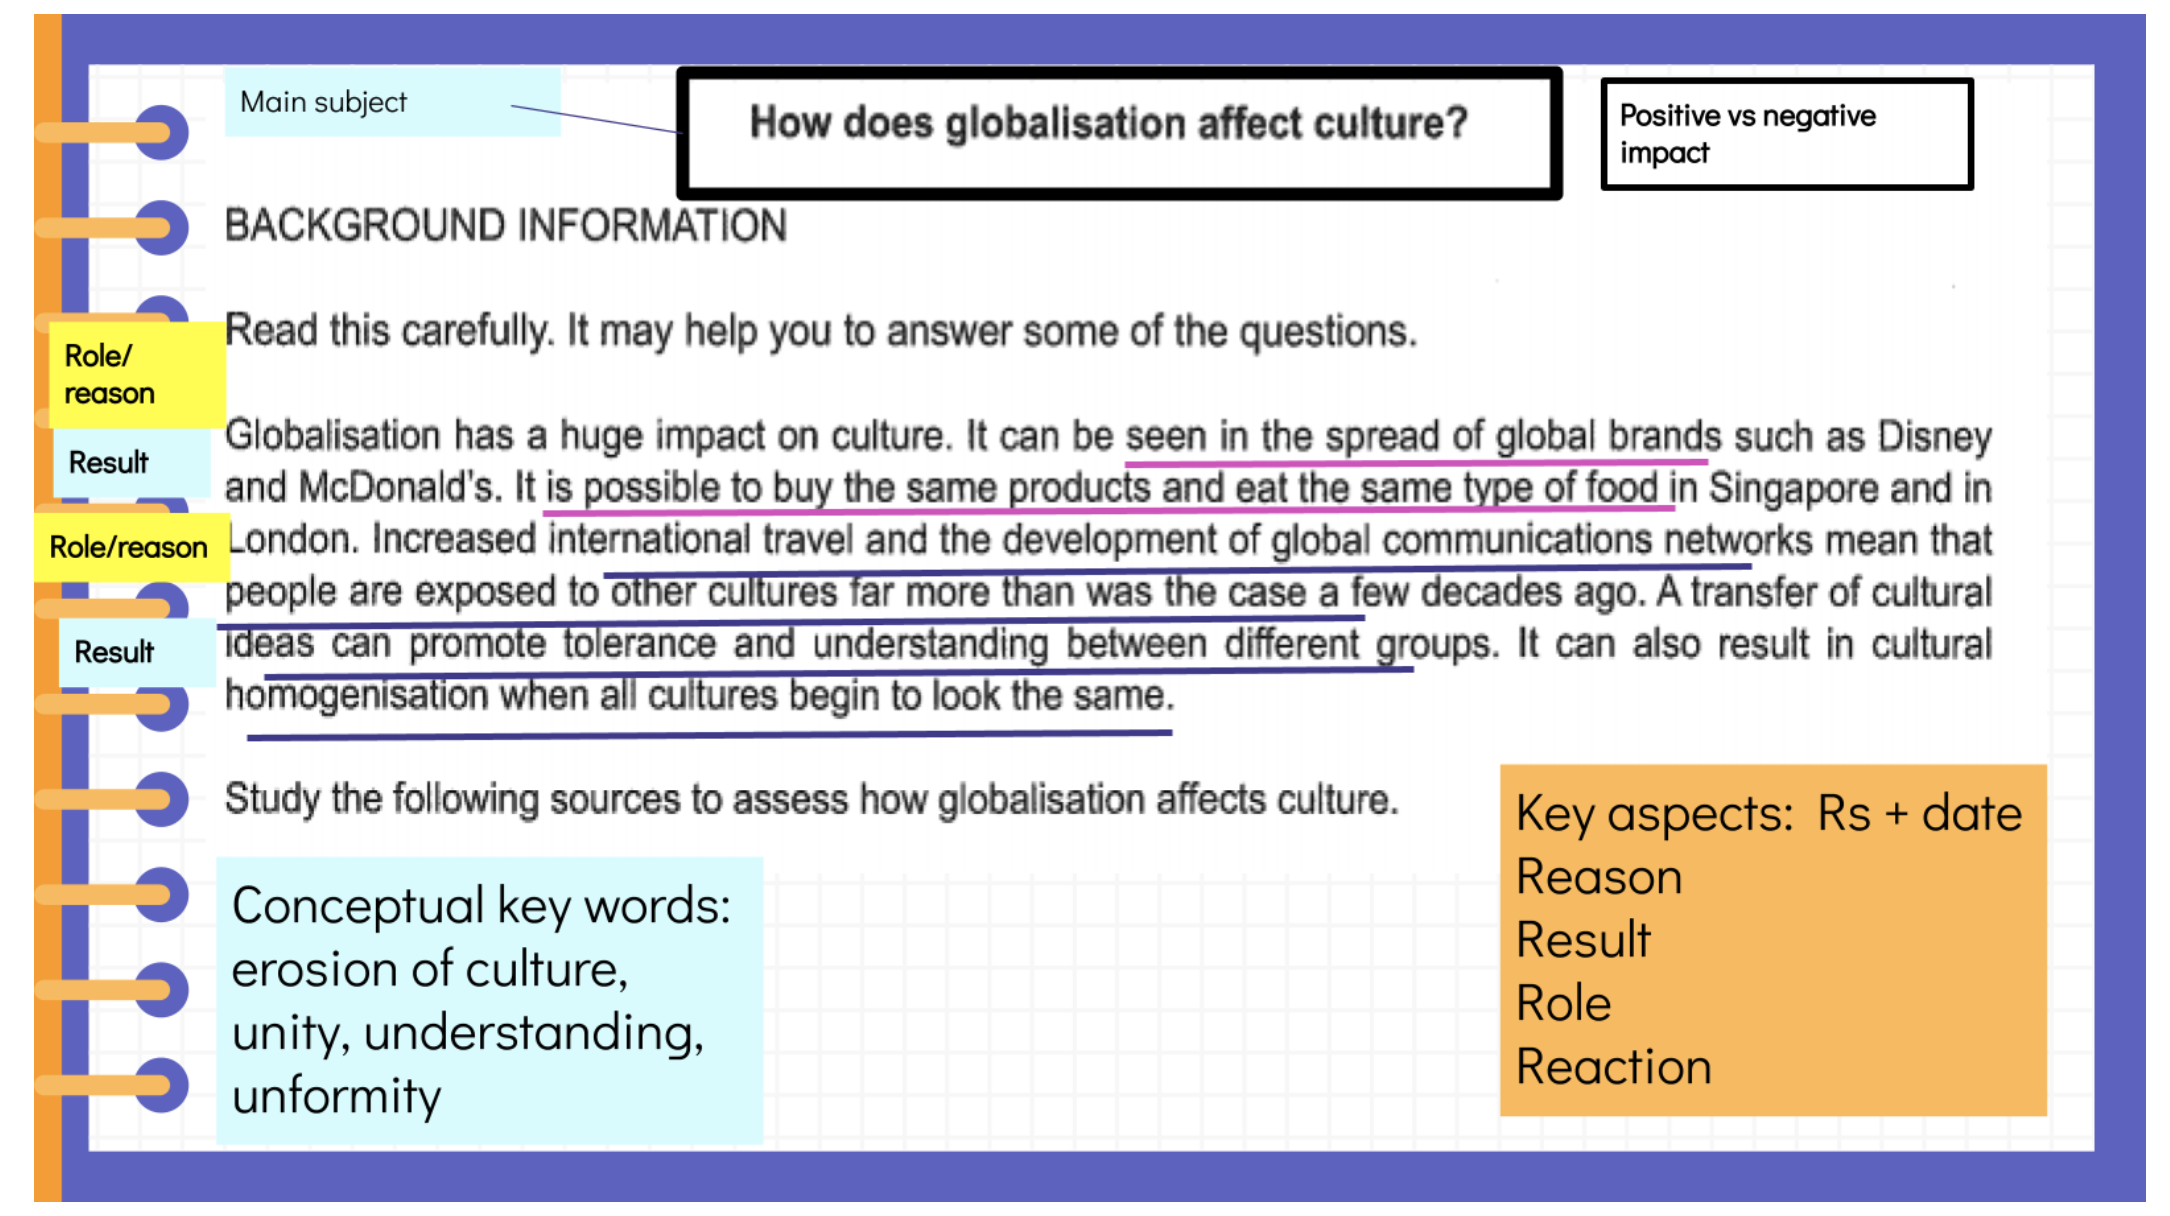 Main subject
How does globalisation affect culture?
Positive vs negative
impact
BACKGROUND INFORMATION
Read this carefully. It may help you to answer some of the questions.
Role/
reason
Result
Role/reason
Result
Globalisation has a huge impact on culture. It can be seen in the spread of global brands such as Disney
and McDonald's. It is possible to buy the same products and eat the same type of food in Singapore and in
London. Increased international travel and the development of global communications networks mean that
people are exposed to other cultures far more than was the case a few decades ago. A transfer of cultural
ideas can promote tolerance and understanding between different groups. It can also result in cultural
homogenisation when all cultures begin to look the same.
Study the following sources to assess how globalisation affects culture.
Conceptual key words:
erosion of culture,
unity, understanding,
unformity
Key aspects: Rs + date
Reason
Result
Role
Reaction